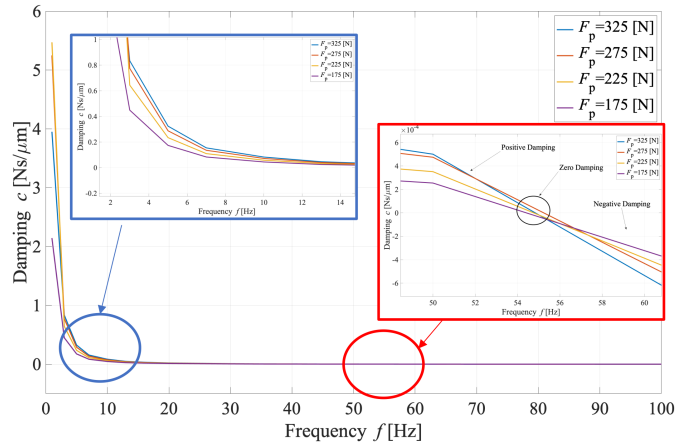 6
5
4
3
2
1
0
Damping c [Ns/μm]
0 10 20 30 40 50 60 70 80 90 100
Frequency f [Hz]
F_p=325 [N]
F_p=275 [N]
F_p=225 [N]
F_p=175 [N]
1
0.8
0.6
0.4
0.2
0
-0.2
Damping c [Ns/μm]
4 6 8 10 12 14
Frequency f [Hz]
F_p=325 [N]
F_p=275 [N]
F_p=225 [N]
F_p=175 [N]
×10^-4
6
4
2
0
-2
-4
-6
Damping c [Ns/μm]
50 52 54 56 58 60
Frequency f [Hz]
Positive Damping
Zero Damping
Negative Damping
F_p=325 [N]
F_p=275 [N]
F_p=225 [N]
F_p=175 [N]